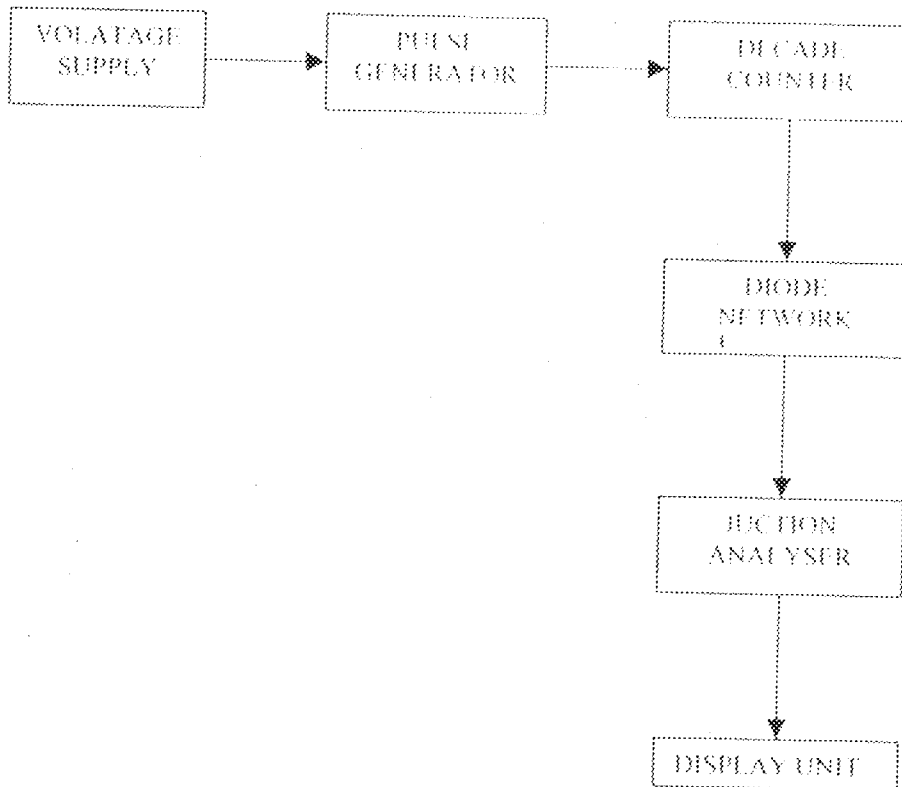 VOLATAGE
SUPPLY
PULSE
GENERATOR
DECADE
COUNTER
DIODE
NETWORK
JUCTION
ANALYSER
DISPLAY UNIT